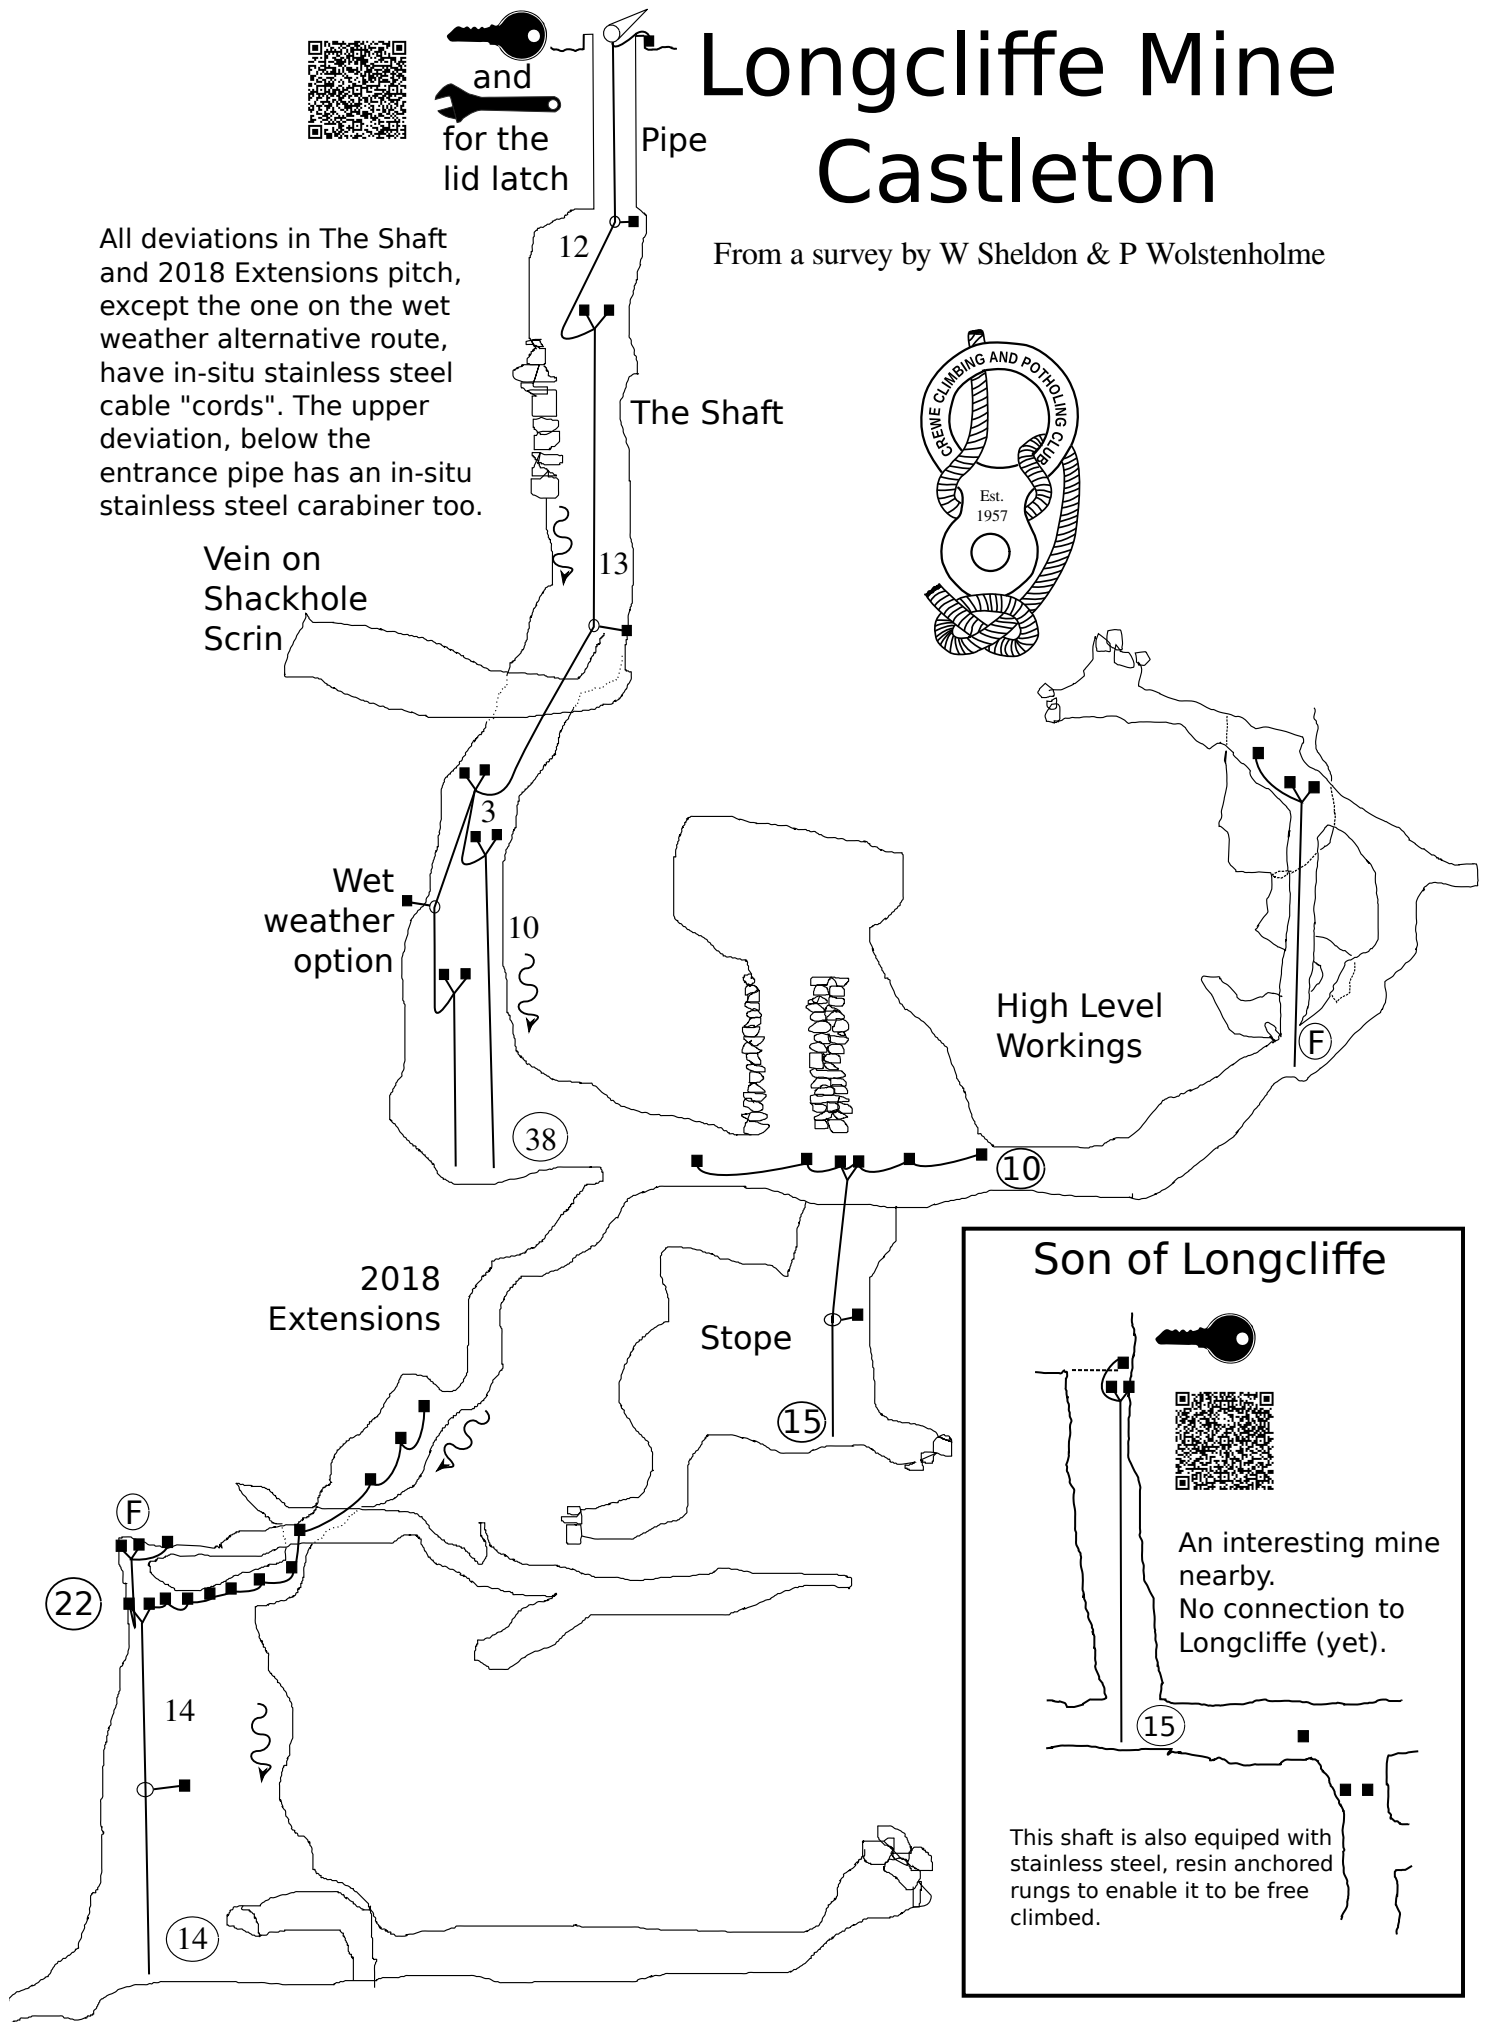 Longcliffe Mine
Castleton
From a survey by W Sheldon & P Wolstenholme
and
for the
lid latch
Pipe
All deviations in The Shaft
and 2018 Extensions pitch,
except the one on the wet
weather alternative route,
have in-situ stainless steel
cable "cords". The upper
deviation, below the
entrance pipe has an in-situ
stainless steel carabiner too.
12
The Shaft
CREWE CLIMBING AND POTHOLING CLUB
Est.
1957
13
Vein on
Shackhole
Scrin
3
Wet
weather
option
10
38
High Level
Workings
F
10
2018
Extensions
Stope
15
F
22
14
14
Son of Longcliffe
An interesting mine
nearby.
No connection to
Longcliffe (yet).
15
This shaft is also equiped with
stainless steel, resin anchored
rungs to enable it to be free
climbed.